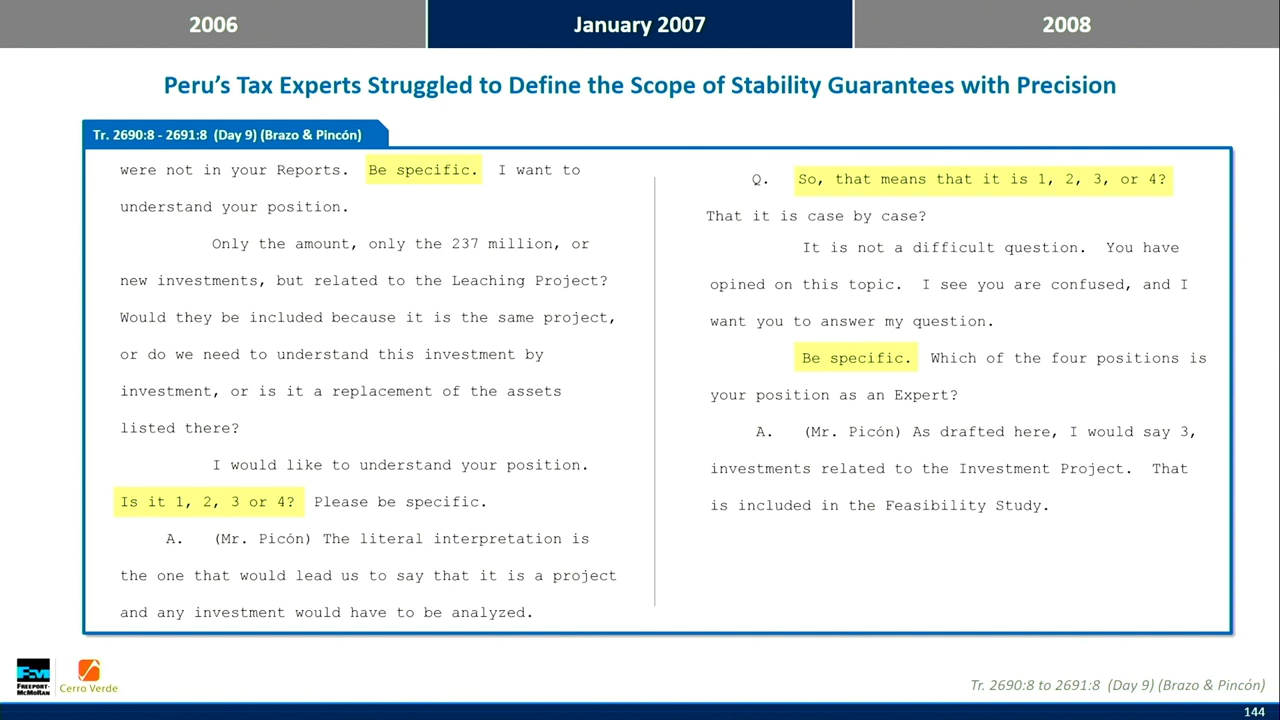 2006
January 2007
2008
Peru's Tax Experts Struggled to Define the Scope of Stability Guarantees with Precision
Tr. 2690:8 - 2691:8 (Day 9) (Brazo & Pincón)
were not in your Reports. Be specific. I want to
understand your position.
Only the amount, only the 237 million, or
new investments, but related to the Leaching Project?
Would they be included because it is the same project,
or do we need to understand this investment by
investment, or is it a replacement of the assets
listed there?
I would like to understand your position.
Is it 1, 2, 3 or 4? Please be specific.
A. (Mr. Picón) The literal interpretation is
the one that would lead us to say that it is a project
and any investment would have to be analyzed.
Q. So, that means that it is 1, 2, 3, or 4?
That it is case by case?
It is not a difficult question. You have
opined on this topic. I see you are confused, and I
want you to answer my question.
Be specific. Which of the four positions is
your position as an Expert?
A. (Mr. Picón) As drafted here, I would say 3,
investments related to the Investment Project. That
is included in the Feasibility Study.
FREEPORT-
McMoRAN
Cerro Verde
Tr. 2690:8 to 2691:8 (Day 9) (Brazo & Pincón)
144